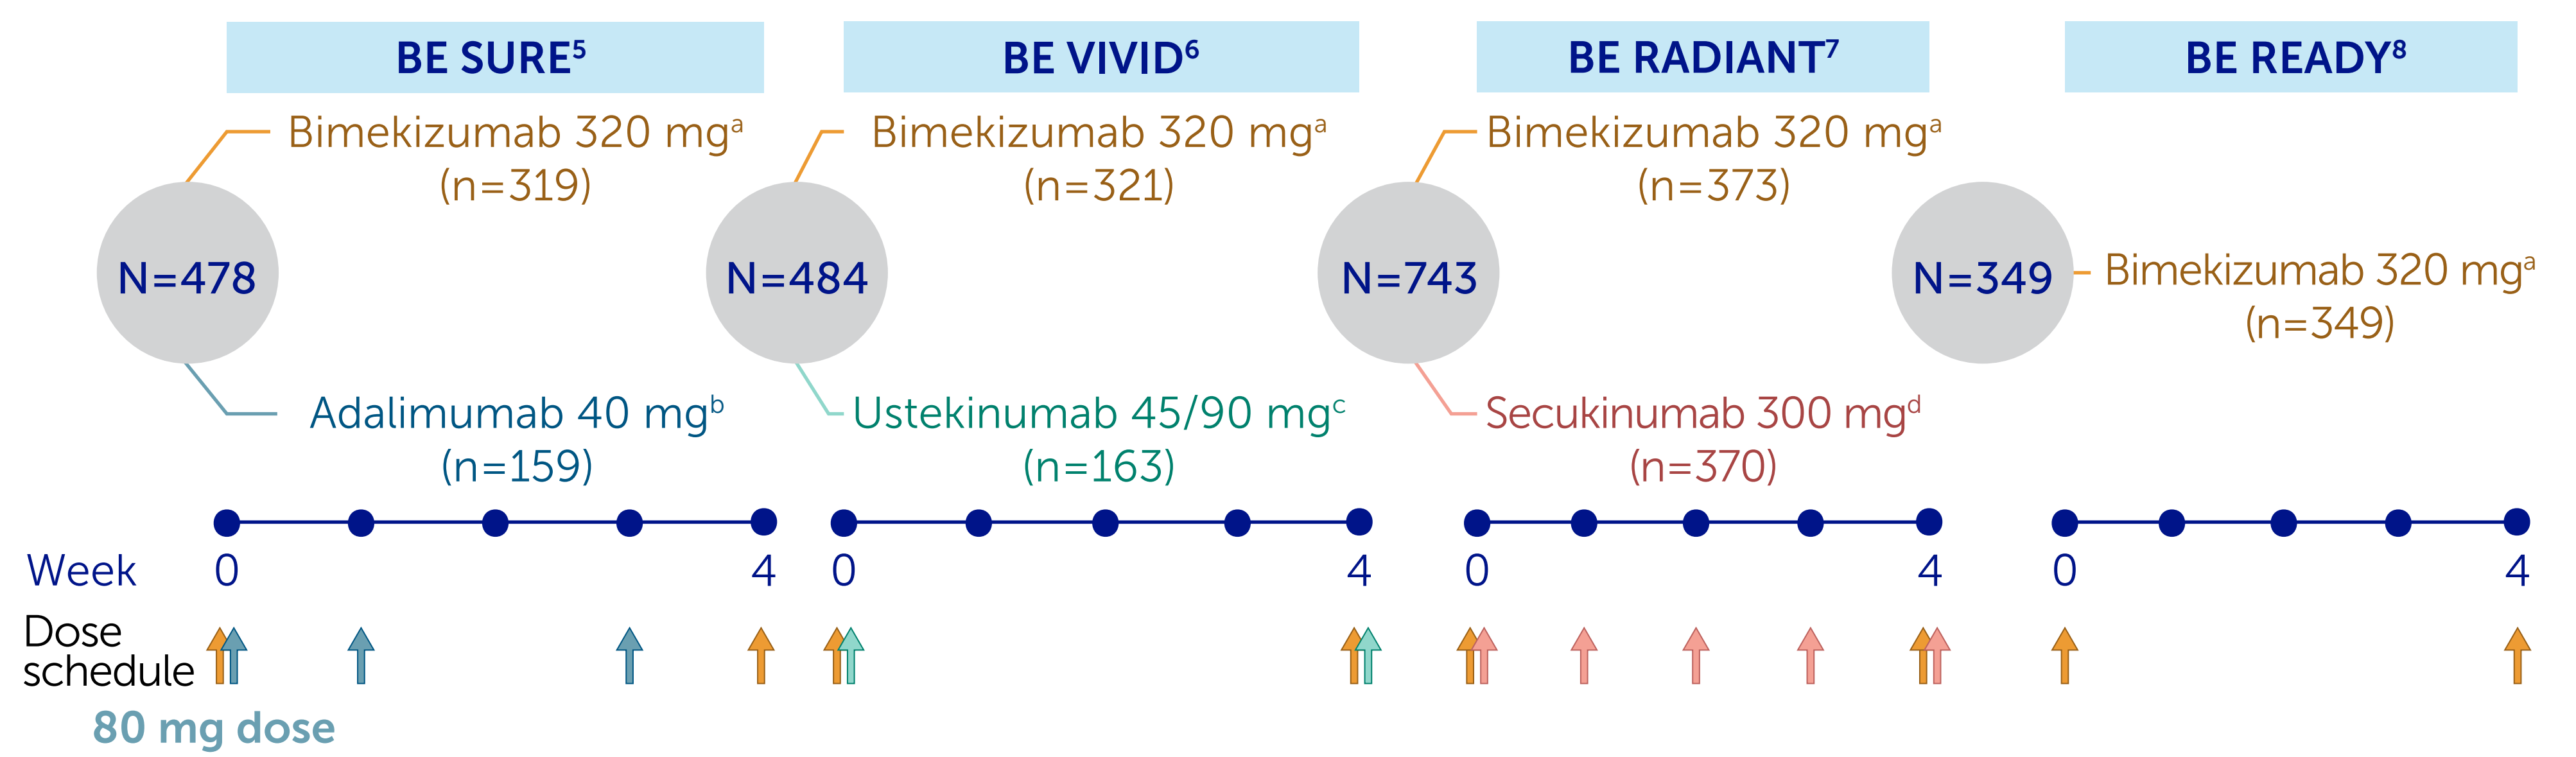 BE SURE⁵
BE VIVID⁶
BE RADIANT⁷
BE READY⁸
Bimekizumab 320 mgᵃ
(n=319)
Bimekizumab 320 mgᵃ
(n=321)
Bimekizumab 320 mgᵃ
(n=373)
N=478
N=484
N=743
N=349
Bimekizumab 320 mgᵃ
(n=349)
Adalimumab 40 mgᵇ
(n=159)
Ustekinumab 45/90 mgᶜ
(n=163)
Secukinumab 300 mgᵈ
(n=370)
Week 0 4 0 4 0 4 0 4
Dose
schedule
80 mg dose